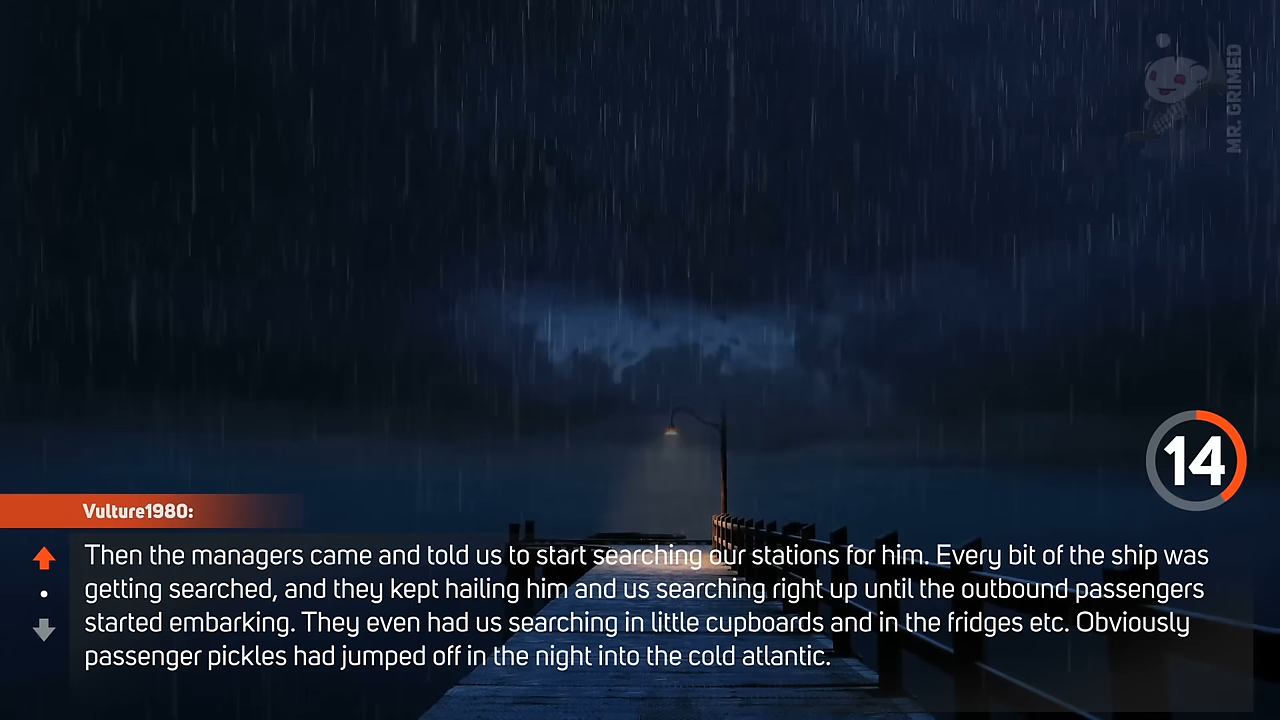 MR. GRIMED
14
Vulture1980:
Then the managers came and told us to start searching our stations for him. Every bit of the ship was
getting searched, and they kept hailing him and us searching right up until the outbound passengers
started embarking. They even had us searching in little cupboards and in the fridges etc. Obviously
passenger pickles had jumped off in the night into the cold atlantic.